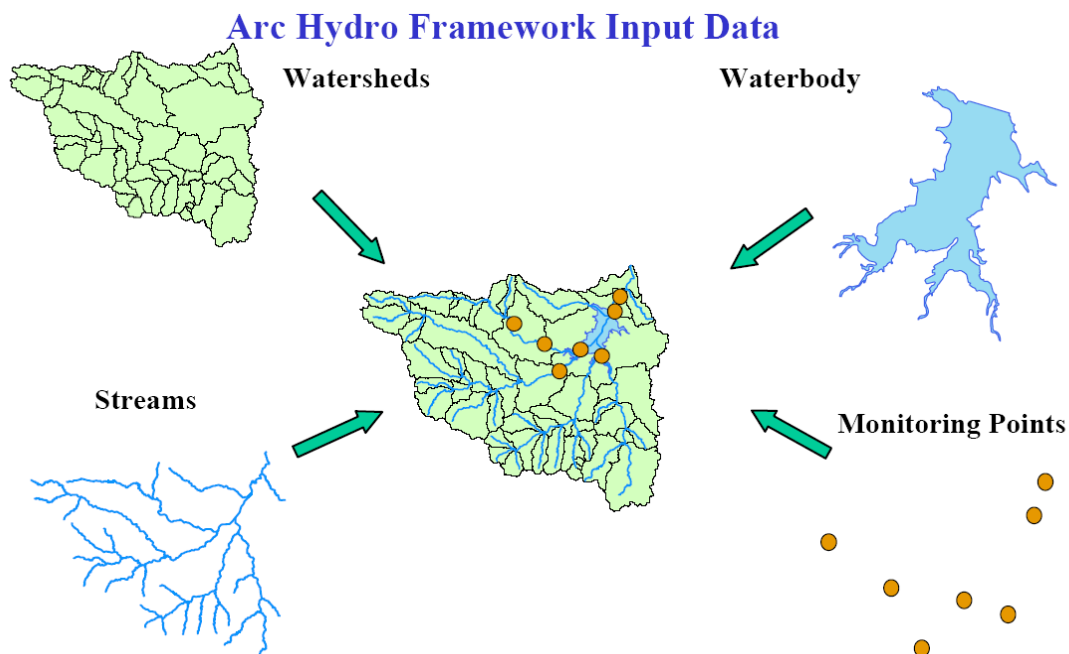 Arc Hydro Framework Input Data
Watersheds
Waterbody
Streams
Monitoring Points